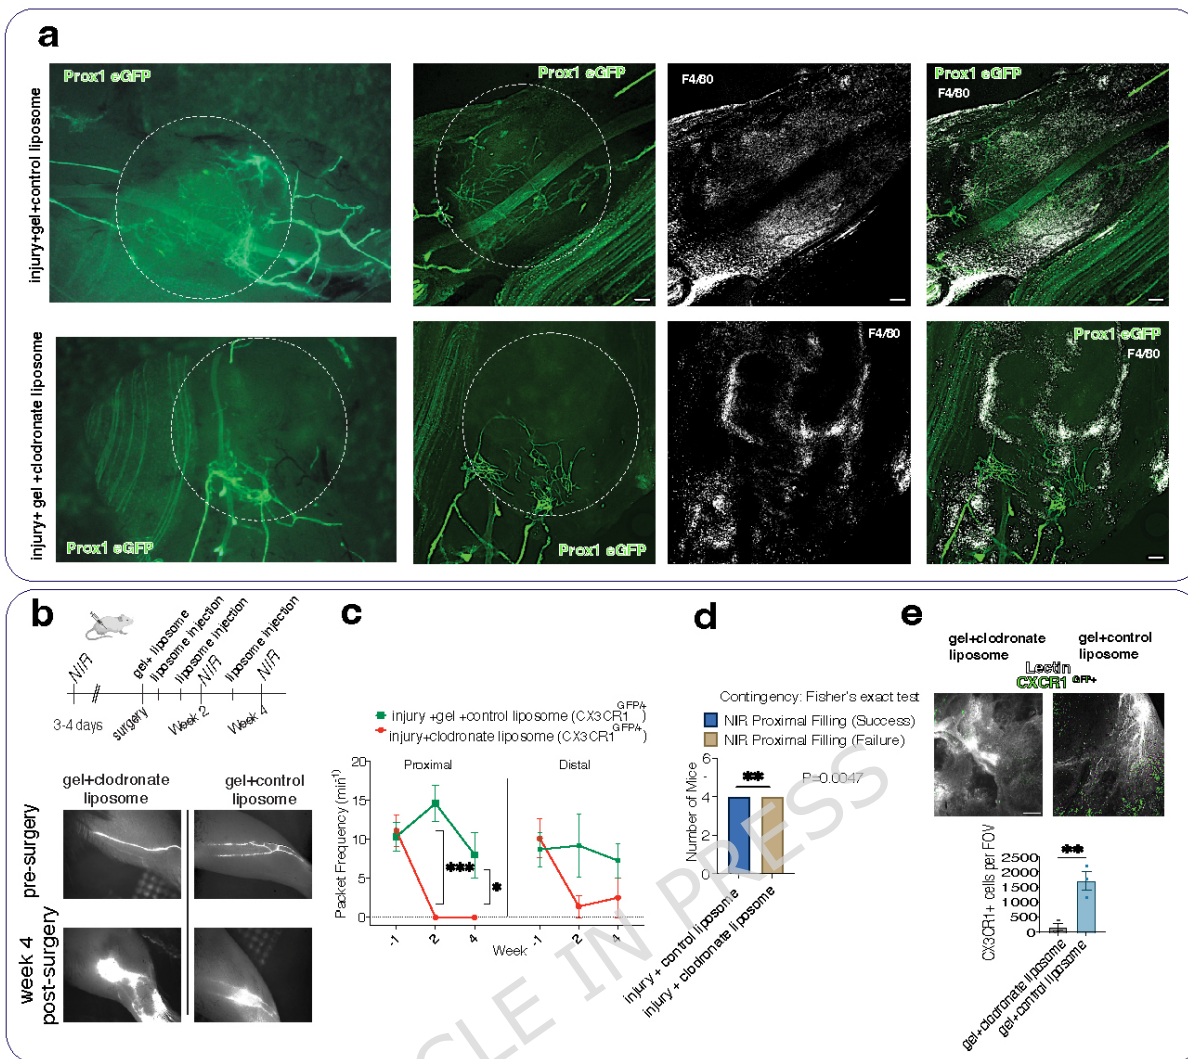 a
injury+gel+control liposome
Prox1 eGFP
Prox1 eGFP
F4/80
Prox1 eGFP
F4/80
injury+ gel +clodronate liposome
Prox1 eGFP
Prox1 eGFP
F4/80
Prox1 eGFP
F4/80
b
NIR
gel+ liposome
liposome injection
liposome injection
NIR
liposome injection
NIR
3-4 days
surgery
Week 2
Week 4
gel+clodronate
liposome
gel+control
liposome
pre-surgery
week 4
post-surgery
c
injury +gel +control liposome (CX3CR1GFP/+)
injury+clodronate liposome (CX3CR1GFP/+)
Proximal
Distal
Packet Frequency (min1)
15
10
5
0
***
*
-1
2
4
-1
2
4
Week
d
Contingency: Fisher's exact test
NIR Proximal Filling (Success)
NIR Proximal Filling (Failure)
Number of Mice
6
4
2
0
**
P=0.0047
injury + control liposome
injury + clodronate liposome
e
gel+clodronate
liposome
gel+control
liposome
Lectin
CXCR1 GFP+
CX3CR1+ cells per FOV
2500
2000
1500
1000
500
0
**
gel+clodronate liposome
gel+control liposome
CLE IN PRESS